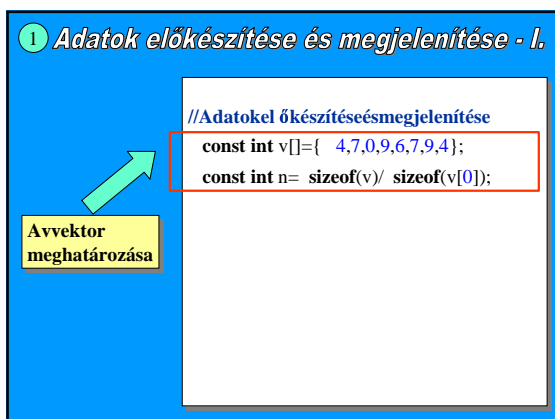 1 Adatok előkészítése és megjelenítése - I.
//Adatokel őkészítéseésmegjelenítése
const int v[]={ 4,7,0,9,6,7,9,4};
const int n= sizeof(v)/ sizeof(v[0]);
Avvektor
meghatározása